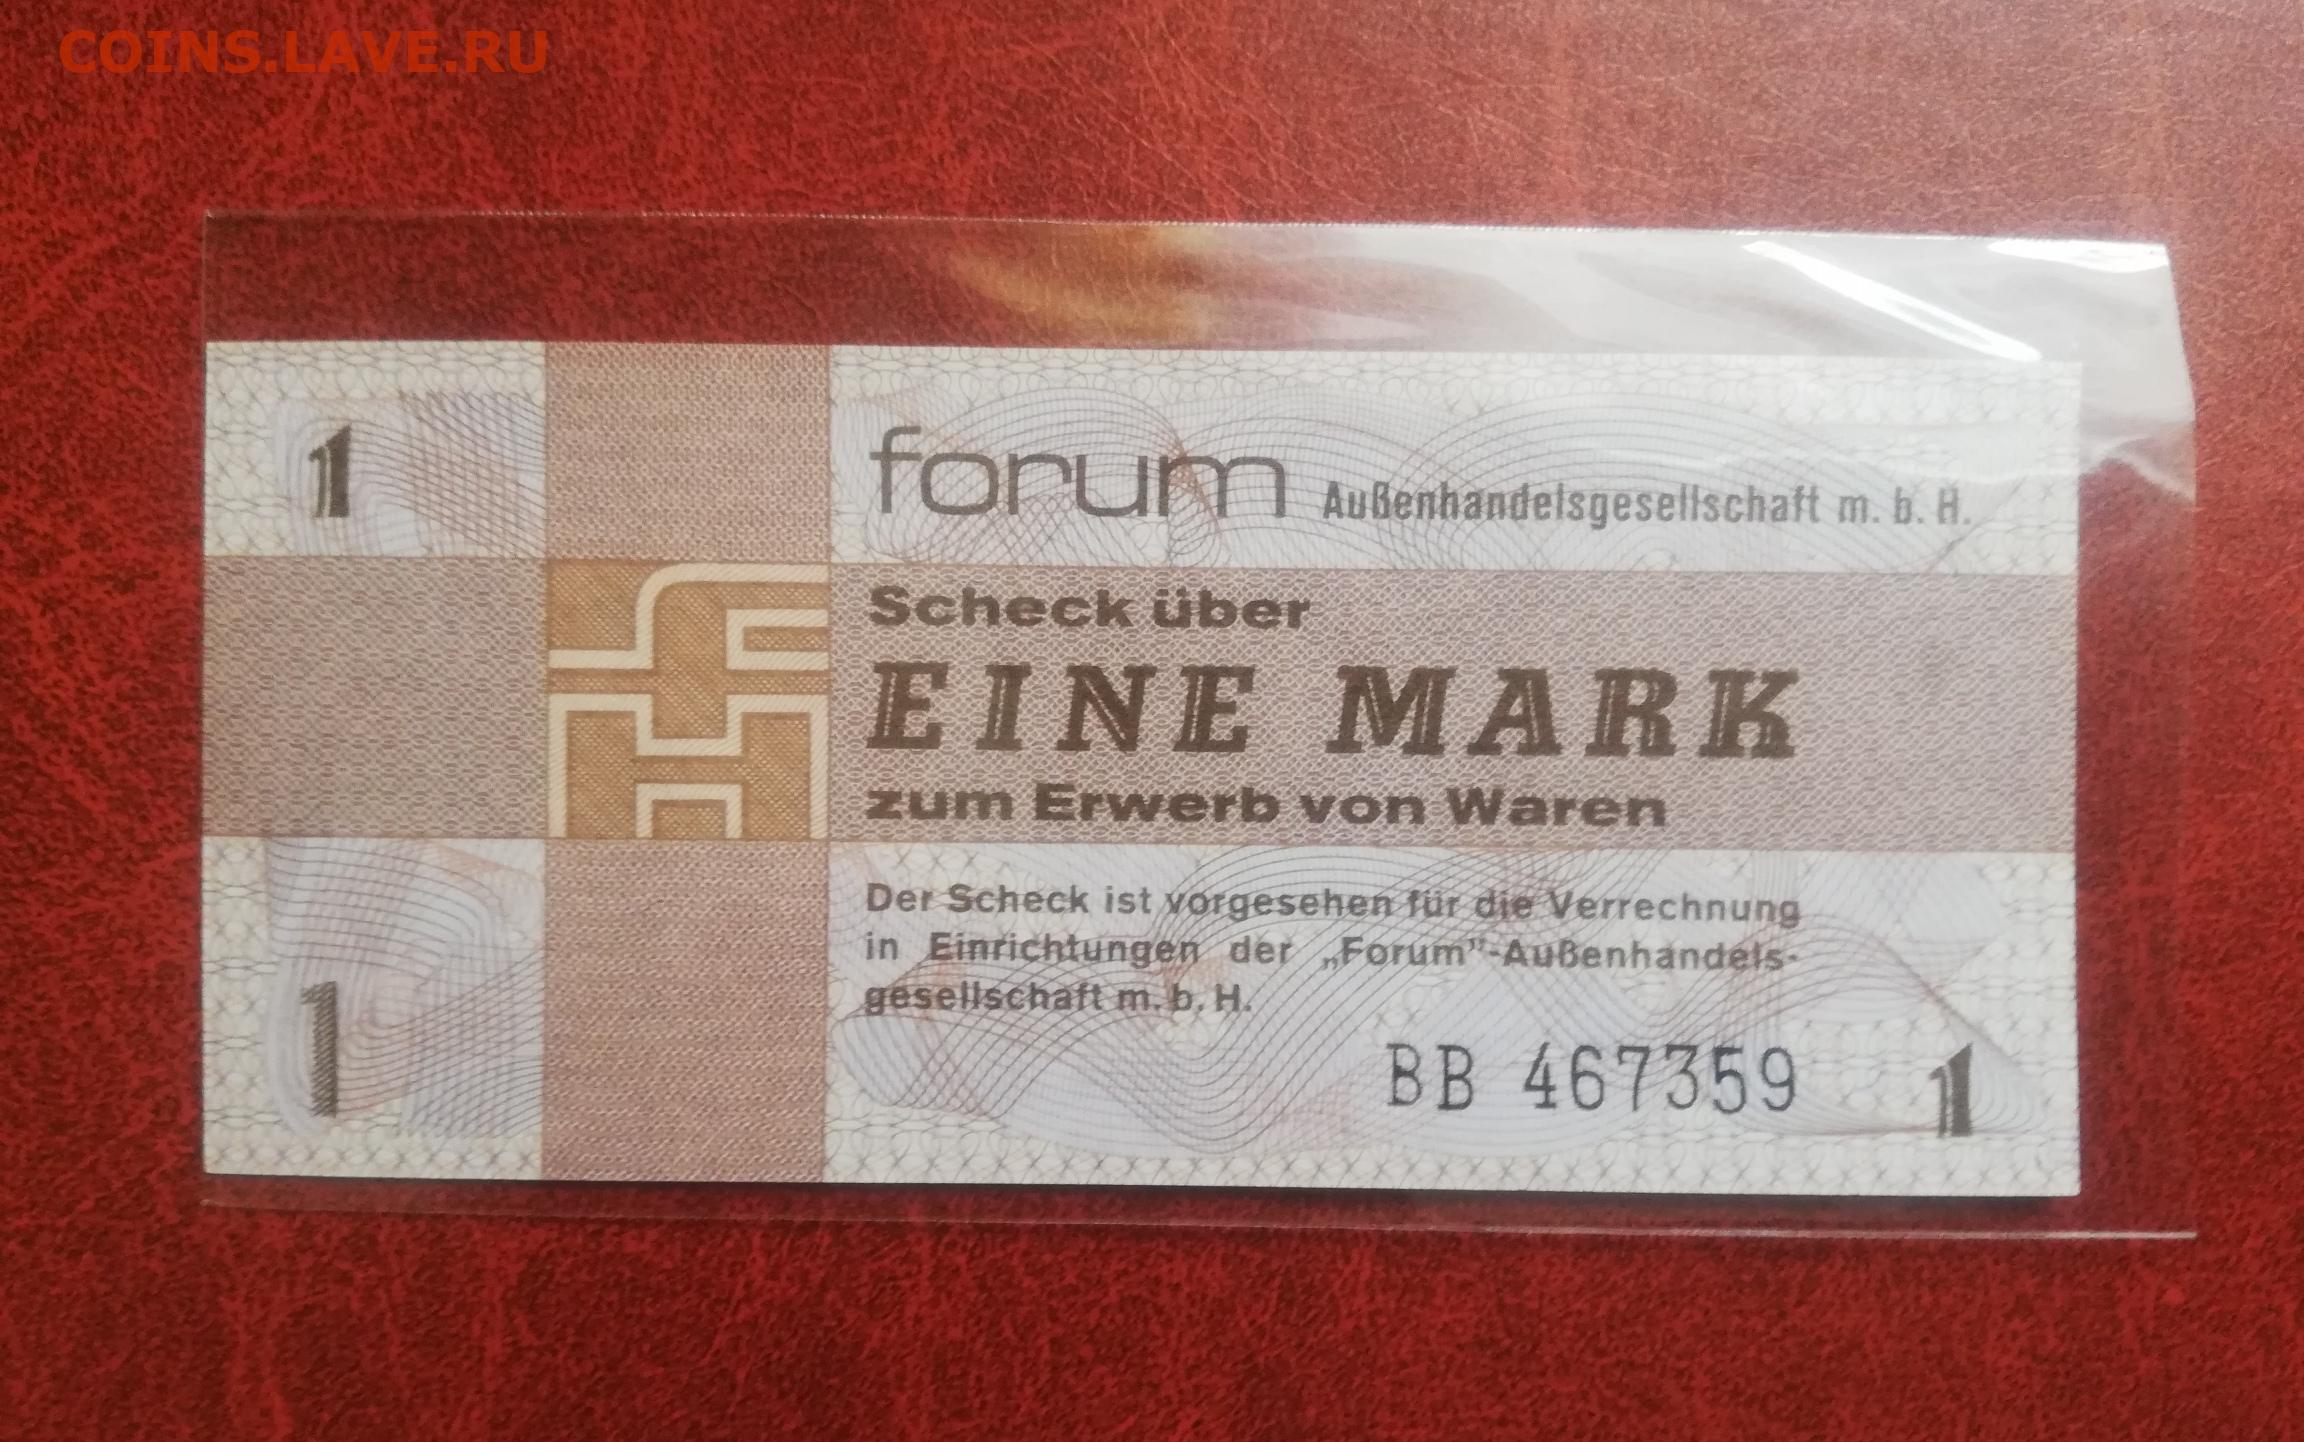 COINS.LAVE.RU
1
forum Außenhandelsgesellschaft m. b. H.
Scheck über
EINE MARK
zum Erwerb von Waren
Der Scheck ist vorgesehen für die Verrechnung
in Einrichtungen der „Forum”-Außenhandels-
gesellschaft m. b. H.
1
BB 467359
1